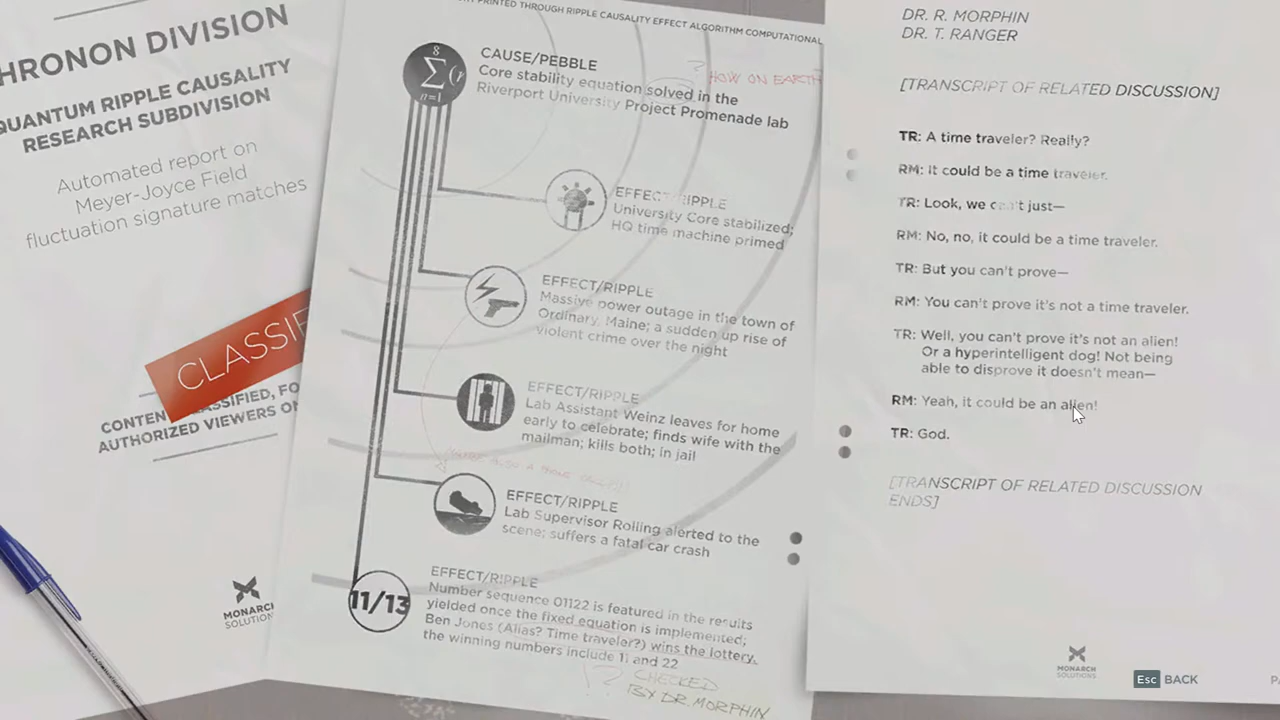 HRONON DIVISION
QUANTUM RIPPLE CAUSALITY
RESEARCH SUBDIVISION
Automated report on
Meyer-Joyce Field
fluctuation signature matches
CLASSIF
CONTEN ASSIFIED, FO
AUTHORIZED VIEWERS ON
MONARCH
SOLUTIONS
PRINTED THROUGH RIPPLE CAUSALITY EFFECT ALGORITHM COMPUTATIONAL
8
Σ(
n=1
CAUSE/PEBBLE
Core stability equation solved in the
Riverport University Project Promenade lab
? HOW ON EARTH
EFFECT/RIPPLE
University Core stabilized;
HQ time machine primed
EFFECT/RIPPLE
Massive power outage in the town of
Ordinary, Maine; a sudden up rise of
violent crime over the night
EFFECT/RIPPLE
Lab Assistant Weinz leaves for home
early to celebrate; finds wife with the
mailman; kills both; in jail
EFFECT/RIPPLE
Lab Supervisor Rolling alerted to the
scene; suffers a fatal car crash
11/13
EFFECT/RIPPLE
Number sequence 01122 is featured in the results
yielded once the fixed equation is implemented;
Ben Jones (Alias? Time traveler?) wins the lottery,
the winning numbers include 11 and 22
!? CHECKED
BY DR. MORPHIN
DR. R. MORPHIN
DR. T. RANGER
[TRANSCRIPT OF RELATED DISCUSSION]
TR: A time traveler? Really?
RM: It could be a time traveler.
TR: Look, we can't just—
RM: No, no, it could be a time traveler.
TR: But you can't prove—
RM: You can't prove it's not a time traveler.
TR: Well, you can't prove it's not an alien!
Or a hyperintelligent dog! Not being
able to disprove it doesn't mean—
RM: Yeah, it could be an alien!
TR: God.
[TRANSCRIPT OF RELATED DISCUSSION
ENDS]
MONARCH
SOLUTIONS
Esc BACK
PA